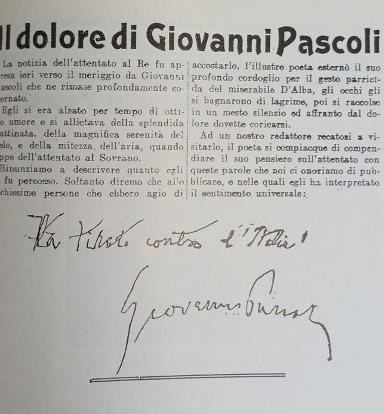 Il dolore di Giovanni Pascoli
La notizia dell'attentato al Re fu ap-
resa ieri verso il meriggio da Giovanni
ascoli che ne rimase profondamente co-
ernato.
Egli si era alzato per tempo di otti-
o umore e si allietava della splendida
attinata, della magnifica serenità del
elo, e della mitezza, dell'aria, quando
ppe dell'attentato al Sovrano.
Rinunziamo a descrivere quanto egli
fu percosso. Soltanto diremo che ai
chissime persone che ebbero agio di
accostarlo, l'illustre poeta esternò il suo
profondo cordoglio per il gesto parrici-
da del miserabile D'Alba, gli occhi gli
si bagnarono di lagrime, poi si raccolse
in un mesto silenzio ed affranto dal do-
lore dovette coricarsi.
Ad un nostro redattore recatosi a vi-
sitarlo, il poeta si compiacque di compen-
diare il suo pensiero sull'attentato con
queste parole che noi ci onoriamo di pub-
blicare, e nelle quali egli ha interpretato
il sentimento universale:
Ha tirato contro l'Italia!
Giovanni Pascoli